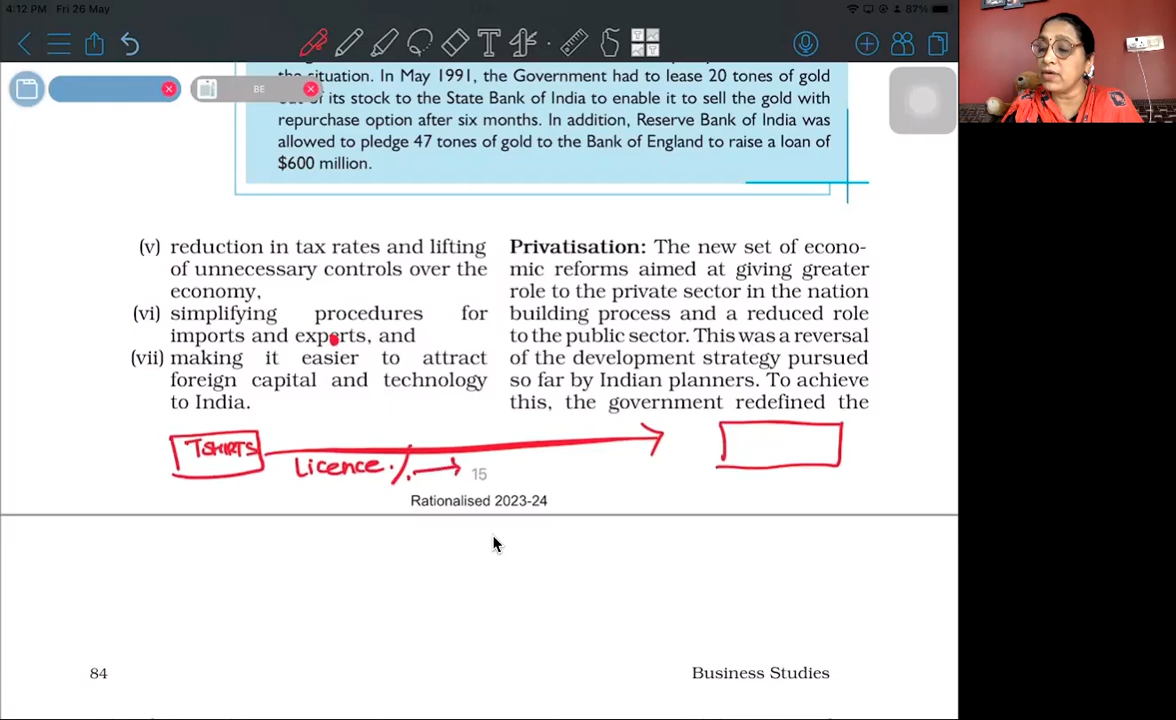 4:12 PM Fri 26 May
87%
T
BE
the situation. In May 1991, the Government had to lease 20 tones of gold
of its stock to the State Bank of India to enable it to sell the gold with
repurchase option after six months. In addition, Reserve Bank of India was
allowed to pledge 47 tones of gold to the Bank of England to raise a loan of
$600 million.
(v) reduction in tax rates and lifting
of unnecessary controls over the
economy,
(vi) simplifying procedures for
imports and exports, and
(vii) making it easier to attract
foreign capital and technology
to India.
Privatisation: The new set of econo-
mic reforms aimed at giving greater
role to the private sector in the nation
building process and a reduced role
to the public sector. This was a reversal
of the development strategy pursued
so far by Indian planners. To achieve
this, the government redefined the
TSHIRTS
Licence
15
Rationalised 2023-24
84
Business Studies